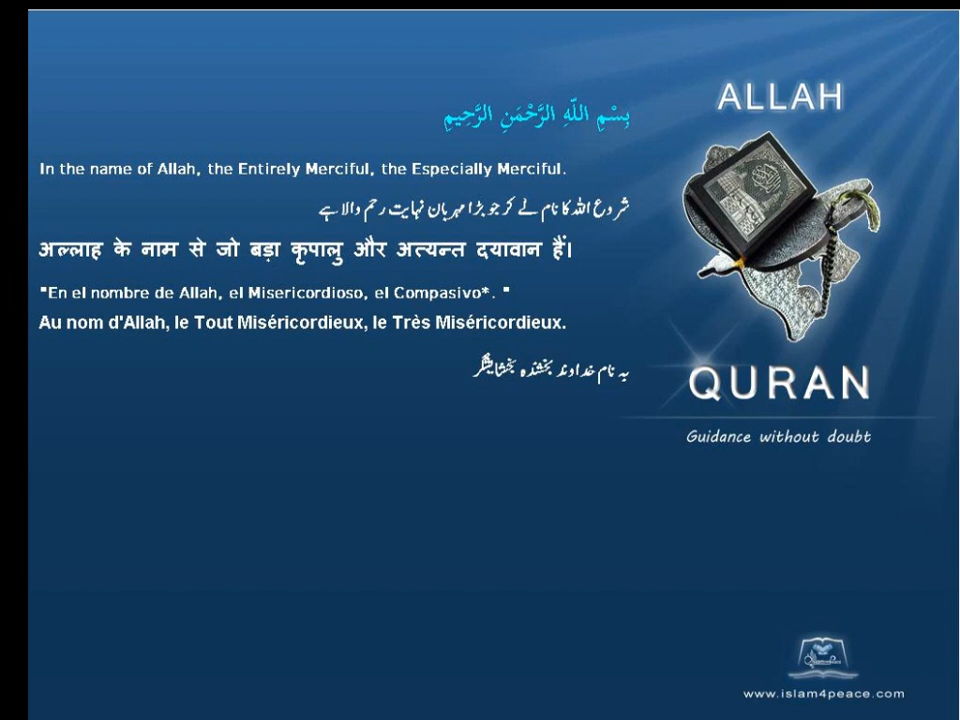 بِسْمِ اللّهِ الرَّحْمَنِ الرَّحِيمِ
In the name of Allah, the Entirely Merciful, the Especially Merciful.
شروع اللہ کا نام لے کر جو بڑا مہربان نہایت رحم والا ہے
अल्लाह के नाम से जो बड़ा कृपालु और अत्यन्त दयावान हैं।
"En el nombre de Allah, el Misericordioso, el Compasivo*. "
Au nom d'Allah, le Tout Miséricordieux, le Très Miséricordieux.
به نام خداوند بخشنده بخشایشگر
ALLAH
QURAN
Guidance without doubt
www.islam4peace.com